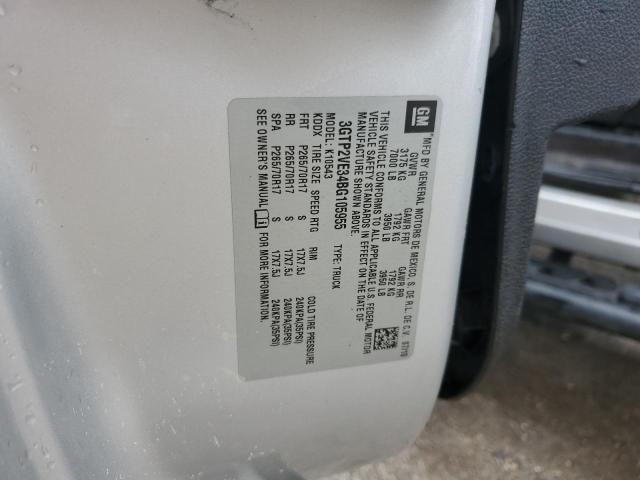 GM
MFD BY GENERAL MOTORS DE MEXICO, S. DE R.L. DE C.V. 07/10
GVWR GAWR FRT GAWR RR
3175 KG 1792 KG 1792 KG
7000 LB 3950 LB 3950 LB
THIS VEHICLE CONFORMS TO ALL APPLICABLE U.S. FEDERAL MOTOR
VEHICLE SAFETY STANDARDS IN EFFECT ON THE DATE OF
MANUFACTURE SHOWN ABOVE.
3GTP2VE34BG105955 TYPE: TRUCK
MODEL: K10543
KDDX TIRE SIZE SPEED RTG RIM COLD TIRE PRESSURE
FRT P265/70R17 S 17X7.5J 240KPA(35PSI)
RR P265/70R17 S 17X7.5J 240KPA(35PSI)
SPA P265/70R17 S 17X7.5J 240KPA(35PSI)
SEE OWNER'S MANUAL FOR MORE INFORMATION.